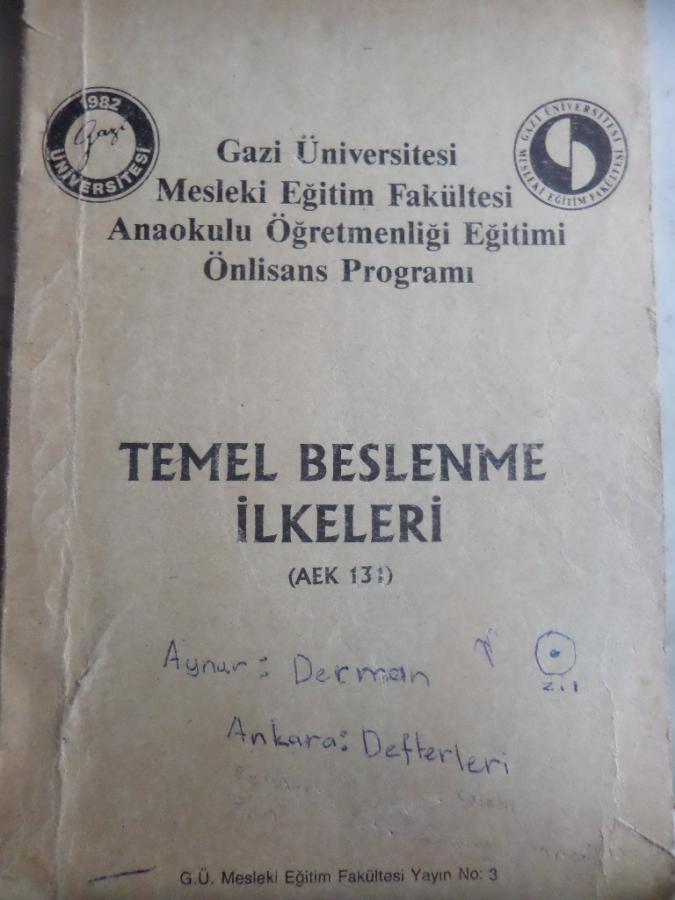 1982
Gazi
ÜNİVERSİTESİ
GAZİ ÜNİVERSİTESİ
MESLEKİ EĞİTİM FAKÜLTESİ
Gazi Üniversitesi
Mesleki Eğitim Fakültesi
Anaokulu Öğretmenliği Eğitimi
Önlisans Programı
TEMEL BESLENME
İLKELERİ
(AEK 131)
Aynur: Derman
Zil
Ankara: Defterleri
G.Ü. Mesleki Eğitim Fakültesi Yayın No: 3